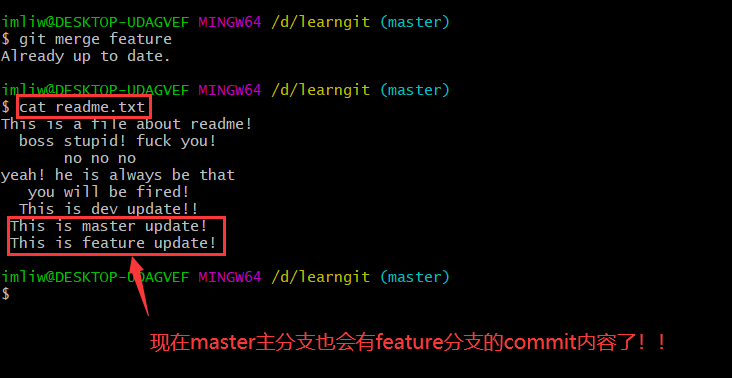 imliw@DESKTOP-UDAGVEF MINGW64 /d/learngit (master)
$ git merge feature
Already up to date.
imliw@DESKTOP-UDAGVEF MINGW64 /d/learngit (master)
$ cat readme.txt
This is a file about readme!
boss stupid! fuck you!
no no no
yeah! he is always be that
you will be fired!
This is dev update!!
This is master update!
This is feature update!
imliw@DESKTOP-UDAGVEF MINGW64 /d/learngit (master)
$
现在master主分支也会有feature分支的commit内容了！！